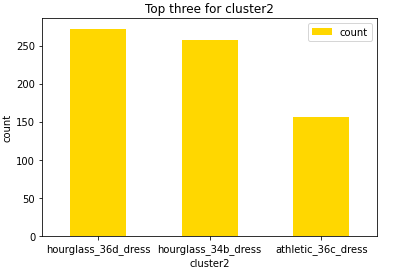 Top three for cluster2
count
count
250
200
150
100
50
0
hourglass_36d_dress hourglass_34b_dress athletic_36c_dress
cluster2